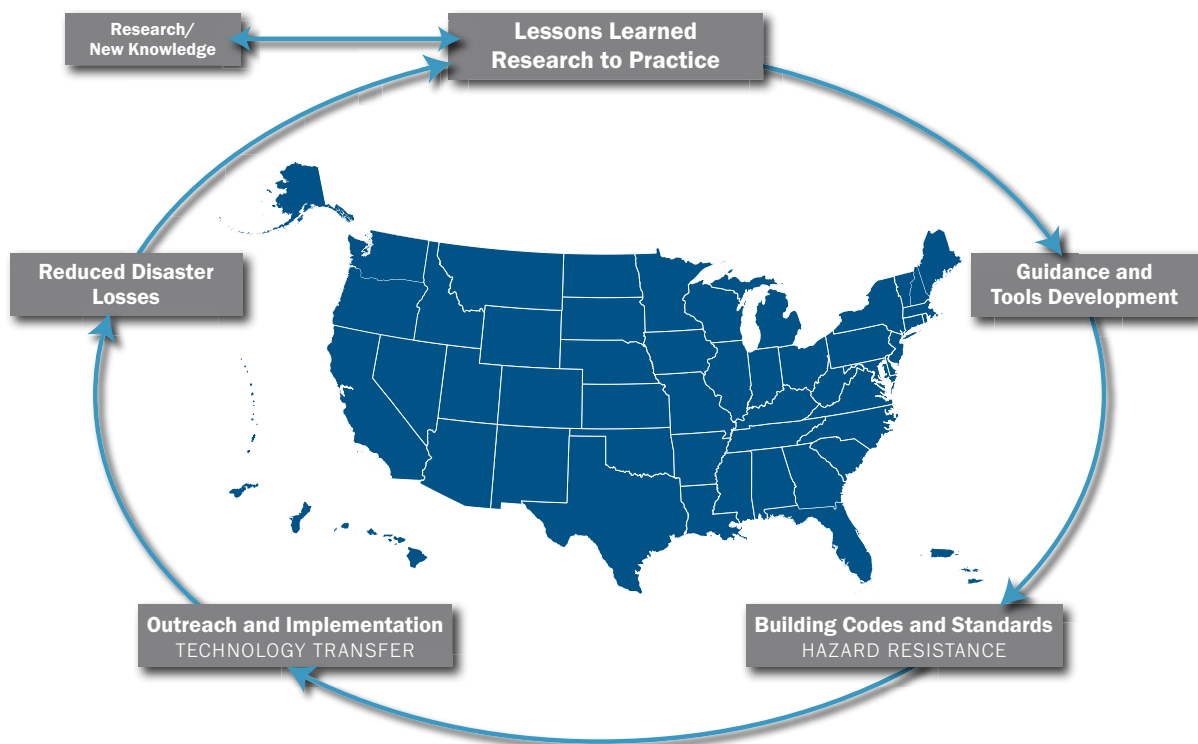 Research/
New Knowledge
Lessons Learned
Research to Practice
Reduced Disaster
Losses
Guidance and
Tools Development
Outreach and Implementation
TECHNOLOGY TRANSFER
Building Codes and Standards
HAZARD RESISTANCE